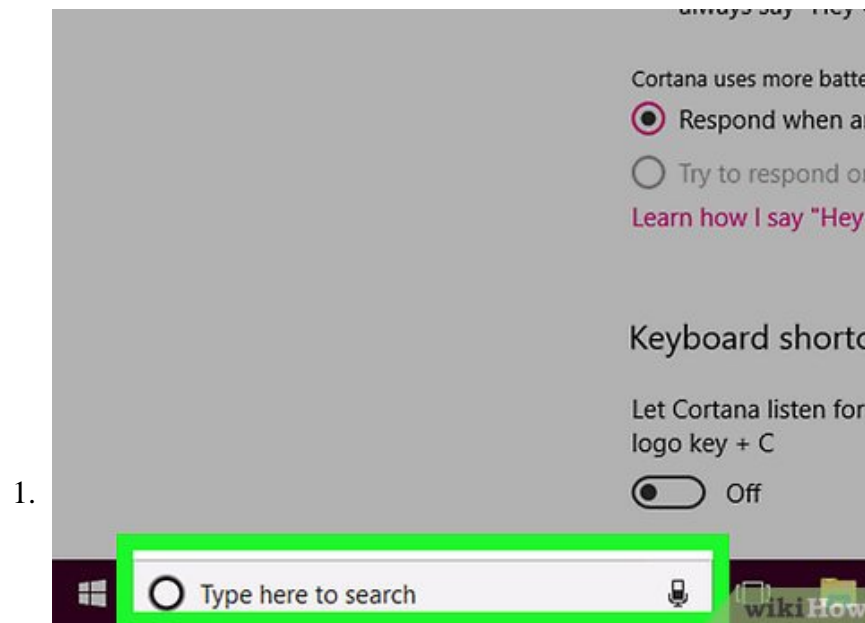 Cortana uses more batte
Respond when a
Try to respond o
Learn how I say "Hey
Keyboard shortc
Let Cortana listen for
logo key + C
Off
1.
Type here to search
wikiHow